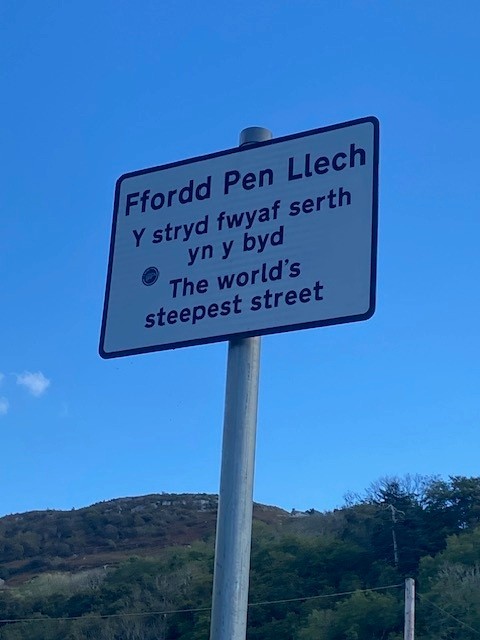 Ffordd Pen Llech
Y stryd fwyaf serth
yn y byd
The world's
steepest street